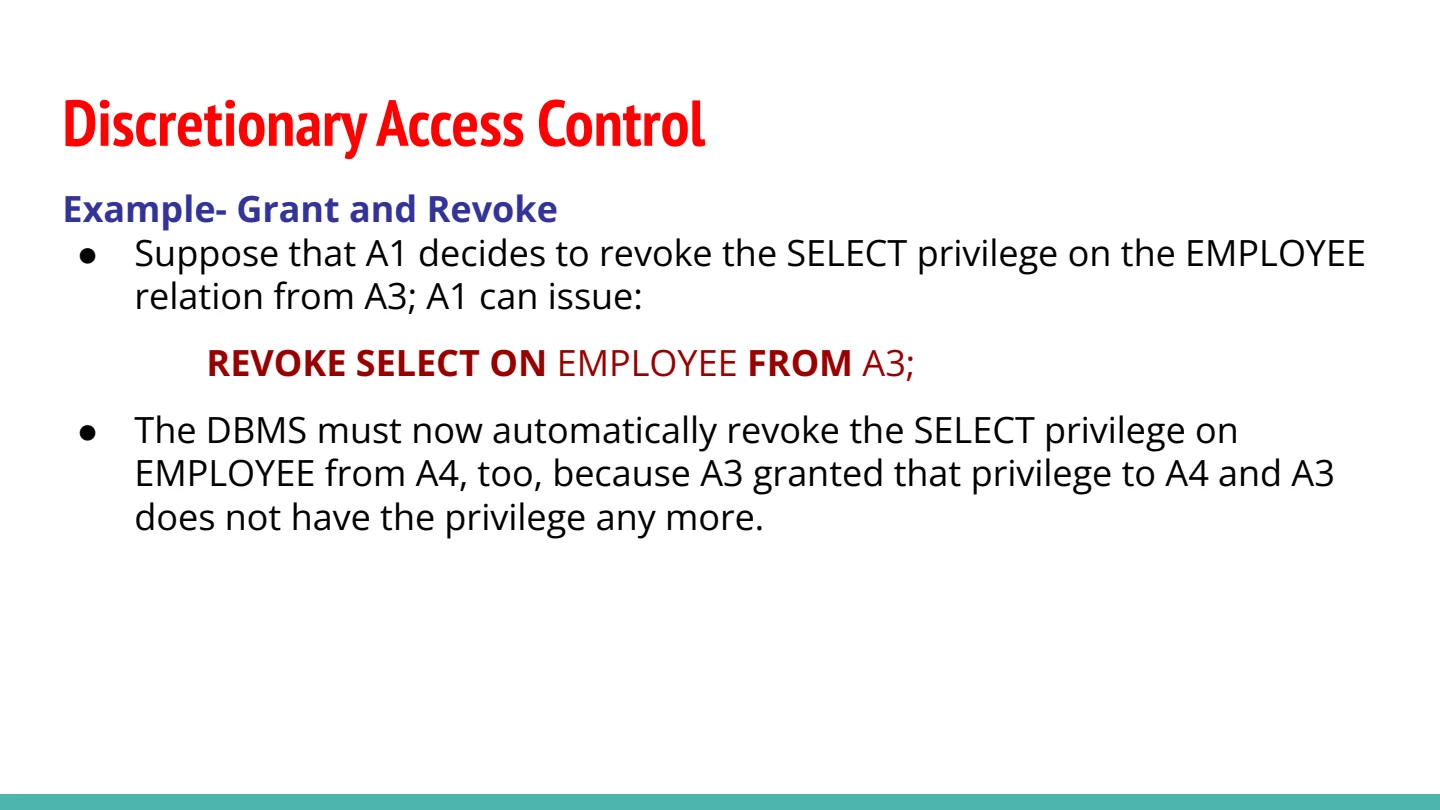 Discretionary Access Control
Example- Grant and Revoke
● Suppose that A1 decides to revoke the SELECT privilege on the EMPLOYEE
relation from A3; A1 can issue:
REVOKE SELECT ON EMPLOYEE FROM A3;
● The DBMS must now automatically revoke the SELECT privilege on
EMPLOYEE from A4, too, because A3 granted that privilege to A4 and A3
does not have the privilege any more.